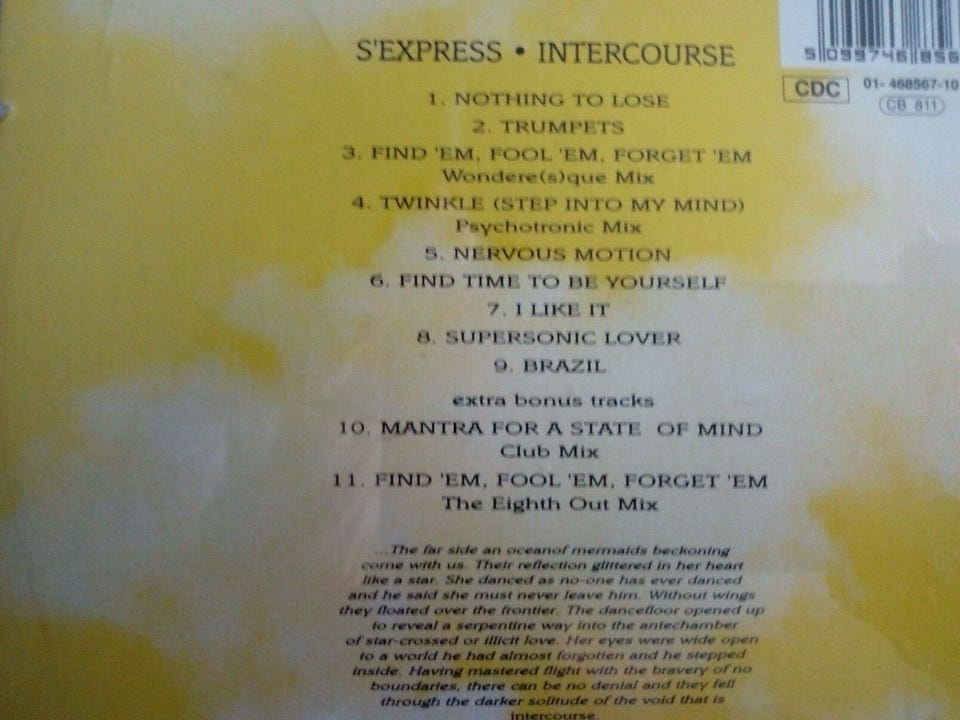 S'EXPRESS • INTERCOURSE
5 099746 856
CDC
01- 468567-10
CB 811
1. NOTHING TO LOSE
2. TRUMPETS
3. FIND 'EM, FOOL 'EM, FORGET 'EM
Wondere(s)que Mix
4. TWINKLE (STEP INTO MY MIND)
Psychotronic Mix
5. NERVOUS MOTION
6. FIND TIME TO BE YOURSELF
7. I LIKE IT
8. SUPERSONIC LOVER
9. BRAZIL
extra bonus tracks
10. MANTRA FOR A STATE OF MIND
Club Mix
11. FIND 'EM, FOOL 'EM, FORGET 'EM
The Eighth Out Mix
...The far side an oceanof mermaids beckoning
come with us. Their reflection glittered in her heart
like a star. She danced as no-one has ever danced
and he said she must never leave him. Without wings
they floated over the frontier. The dancefloor opened up
to reveal a serpentine way into the antechamber
of star-crossed or illicit love. Her eyes were wide open
to a world he had almost forgotten and he stepped
inside. Having mastered flight with the bravery of no
boundaries, there can be no denial and they fell
through the darker solitude of the void that is
intercourse.